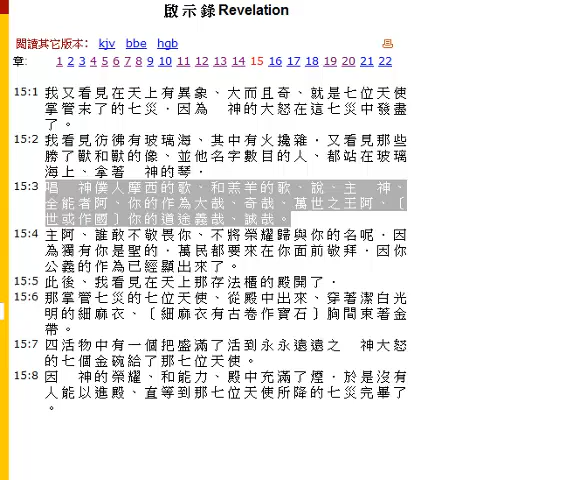 啟示錄 Revelation
閱讀其它版本： kjv bbe hgb
章: 1 2 3 4 5 6 7 8 9 10 11 12 13 14 15 16 17 18 19 20 21 22
15:1 我又看見在天上有異象、大而且奇、就是七位天使
掌管末了的七災．因為　神的大怒在這七災中發盡
了。
15:2 我看見彷彿有玻璃海、其中有火攙雜．又看見那些
勝了獸和獸的像、並他名字數目的人、都站在玻璃
海上、拿著　神的琴．
15:3 唱　神僕人摩西的歌、和羔羊的歌、說、主　神、
全能者阿、你的作為大哉、奇哉、萬世之王阿、〔
世或作國〕你的道途義哉、誠哉。
15:4 主阿、誰敢不敬畏你、不將榮耀歸與你的名呢．因
為獨有你是聖的．萬民都要來在你面前敬拜．因你
公義的作為已經顯出來了。
15:5 此後、我看見在天上那存法櫃的殿開了．
15:6 那掌管七災的七位天使、從殿中出來、穿著潔白光
明的細麻衣、〔細麻衣有古卷作寶石〕胸間束著金
帶。
15:7 四活物中有一個把盛滿了活到永永遠遠之　神大怒
的七個金碗給了那七位天使。
15:8 因　神的榮耀、和能力、殿中充滿了煙．於是沒有
人能以進殿、直等到那七位天使所降的七災完畢了
。